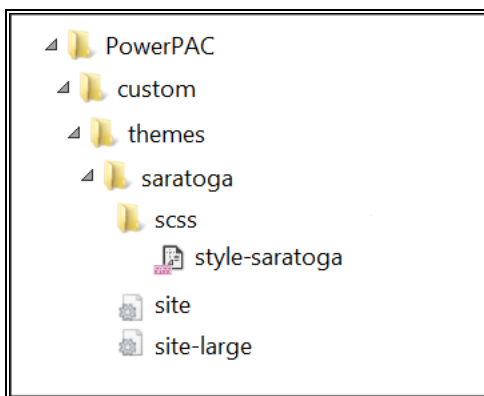 PowerPAC
custom
themes
saratoga
scss
style-saratoga
site
site-large